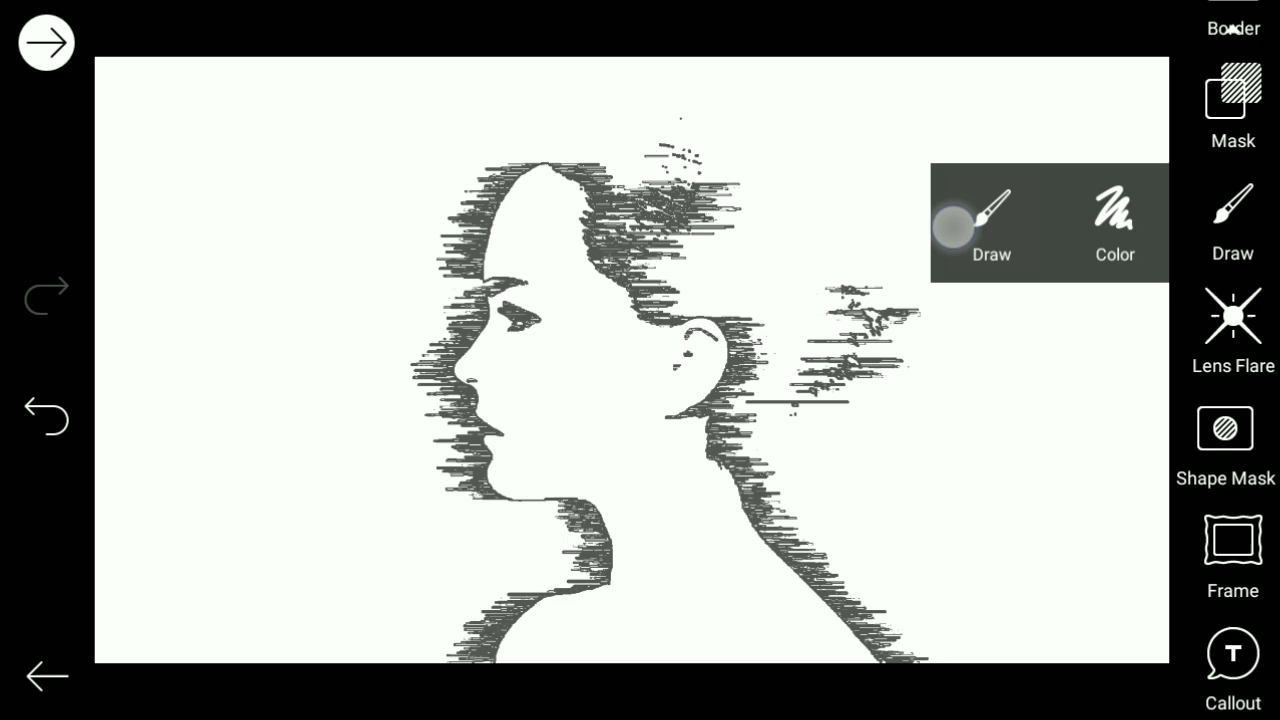 Border
Mask
Draw
Color
Draw
Lens Flare
Shape Mask
Frame
T
Callout